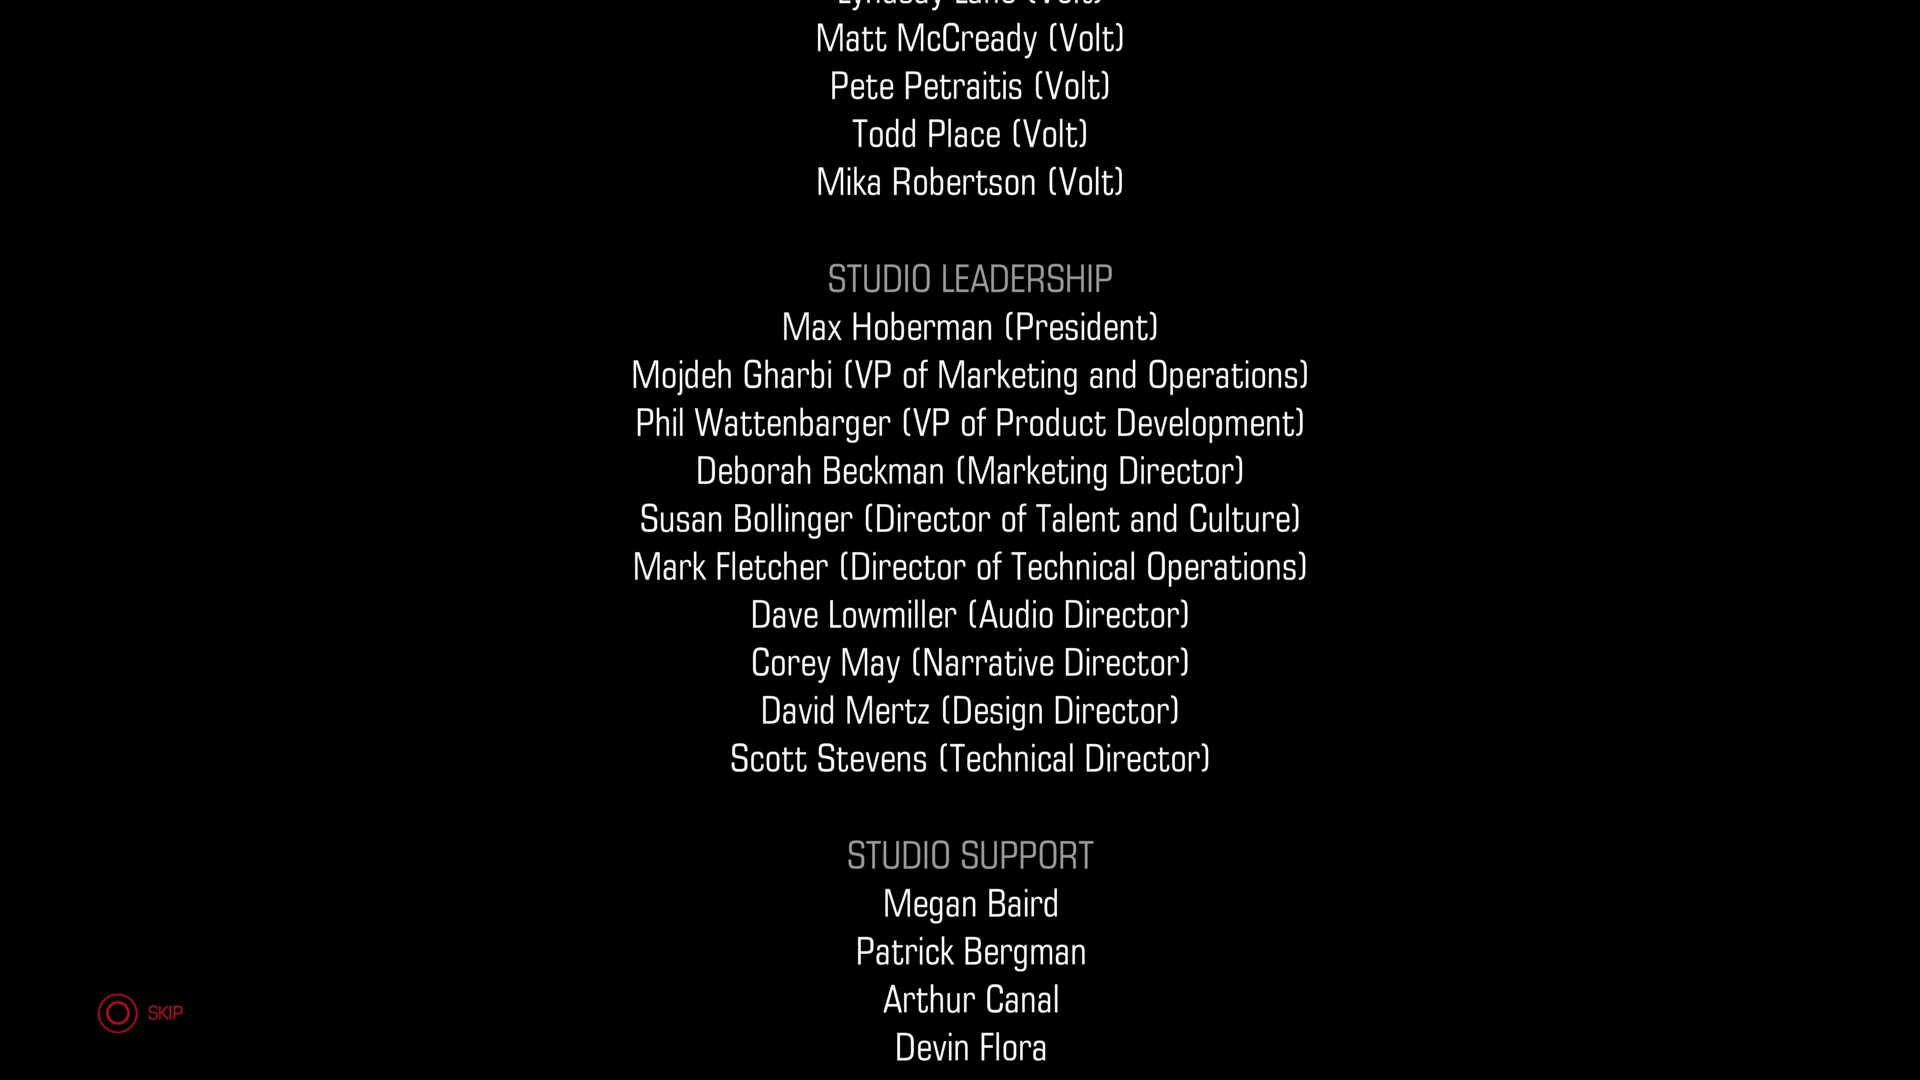 Matt McCready (Volt)
Pete Petraitis (Volt)
Todd Place (Volt)
Mika Robertson (Volt)
STUDIO LEADERSHIP
Max Hoberman (President)
Mojdeh Gharbi (VP of Marketing and Operations)
Phil Wattenbarger (VP of Product Development)
Deborah Beckman (Marketing Director)
Susan Bollinger (Director of Talent and Culture)
Mark Fletcher (Director of Technical Operations)
Dave Lowmiller (Audio Director)
Corey May (Narrative Director)
David Mertz (Design Director)
Scott Stevens (Technical Director)
STUDIO SUPPORT
Megan Baird
Patrick Bergman
Arthur Canal
Devin Flora
SKIP